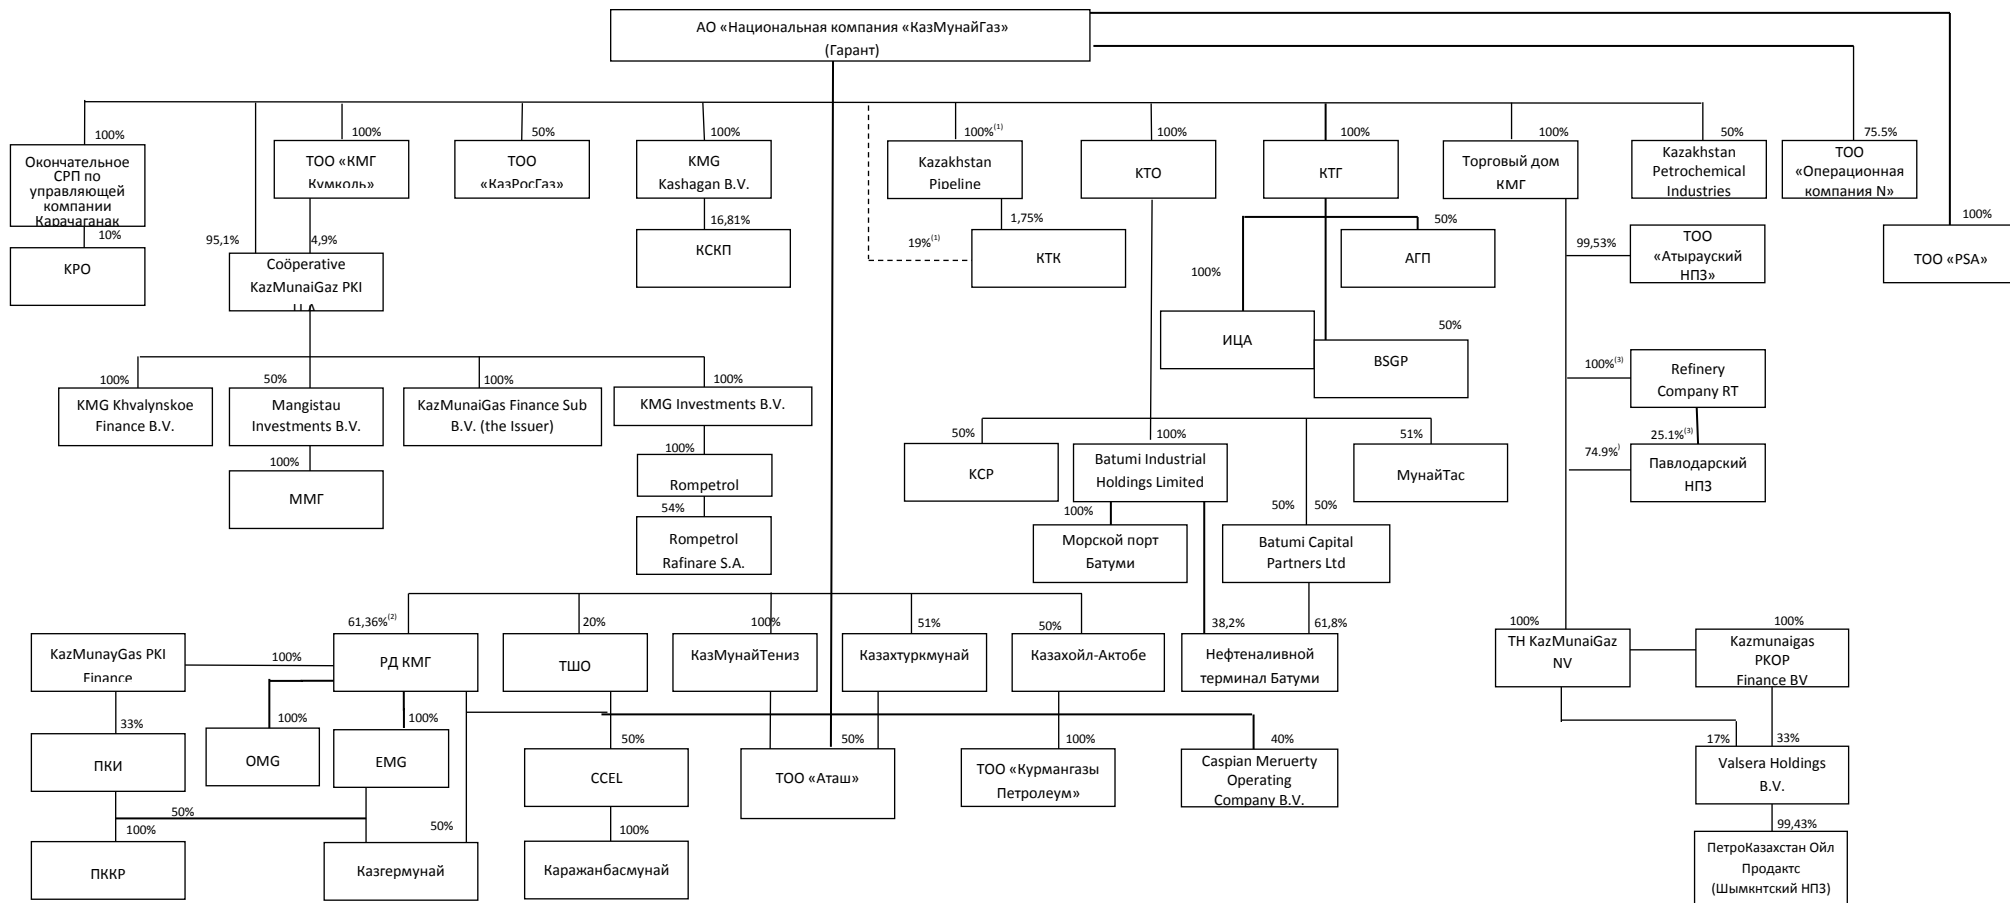 АО «Национальная компания «КазМунайГаз»
(Гарант)
100%
100%
50%
100%
100%(1)
100%
100%
100%
50%
75.5%
Окончательное
СРП по
управляющей
компании
Карачаганак
ТОО «КМГ
Кумколь»
ТОО
«КазРосГаз»
KMG
Kashagan B.V.
Kazakhstan
Pipeline
КТО
КТГ
Торговый дом
КМГ
Kazakhstan
Petrochemical
Industries
ТОО
«Операционная
компания N»
10%
95,1%
4,9%
16,81%
19%(1)
1,75%
50%
99,53%
100%
КРО
Coöperative
KazMunaiGaz PKI
U.A
КСКП
КТК
100%
АГП
ТОО
«Атырауский
НПЗ»
ТОО «PSA»
ИЦА
50%
BSGP
100%
50%
100%
100%
100%(3)
Refinery
Company RT
KMG Khvalynskoe
Finance B.V.
Mangistau
Investments B.V.
KazMunaiGas Finance Sub
B.V. (the Issuer)
KMG Investments B.V.
100%
100%
50%
100%
51%
74.9%)
25.1%(3)
ММГ
Rompetrol
КСР
Batumi Industrial
Holdings Limited
МунайТас
Павлодарский
НПЗ
54%
100%
50%
50%
Rompetrol
Rafinare S.A.
Морской порт
Батуми
Batumi Capital
Partners Ltd
61,36%(2)
20%
100%
51%
50%
38,2%
61,8%
100%
100%
KazMunayGas PKI
Finance
100%
РД КМГ
ТШО
КазМунайТениз
Казахтуркмунай
Казахойл-Актобе
Нефтеналивной
терминал Батуми
TH KazMunaiGaz
NV
Kazmunaigas
PKOP
Finance BV
33%
100%
100%
50%
50%
100%
40%
17%
33%
ПКИ
OMG
EMG
CCEL
ТОО «Аташ»
ТОО «Курмангазы
Петролеум»
Caspian Meruerty
Operating
Company B.V.
Valsera Holdings
B.V.
50%
100%
50%
100%
99,43%
ПККР
Казгермунай
Каражанбасмунай
ПетроКазахстан Ойл
Продактс
(Шымкнтский НПЗ)